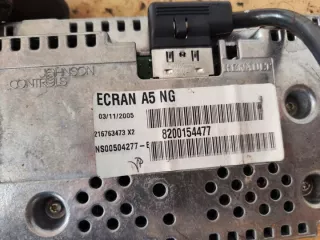 JOHNSON
CONTROLS
RENAULT
ECRAN A5 NG
03/11/2005
216763473 X2
8200154477
NS00504277-E